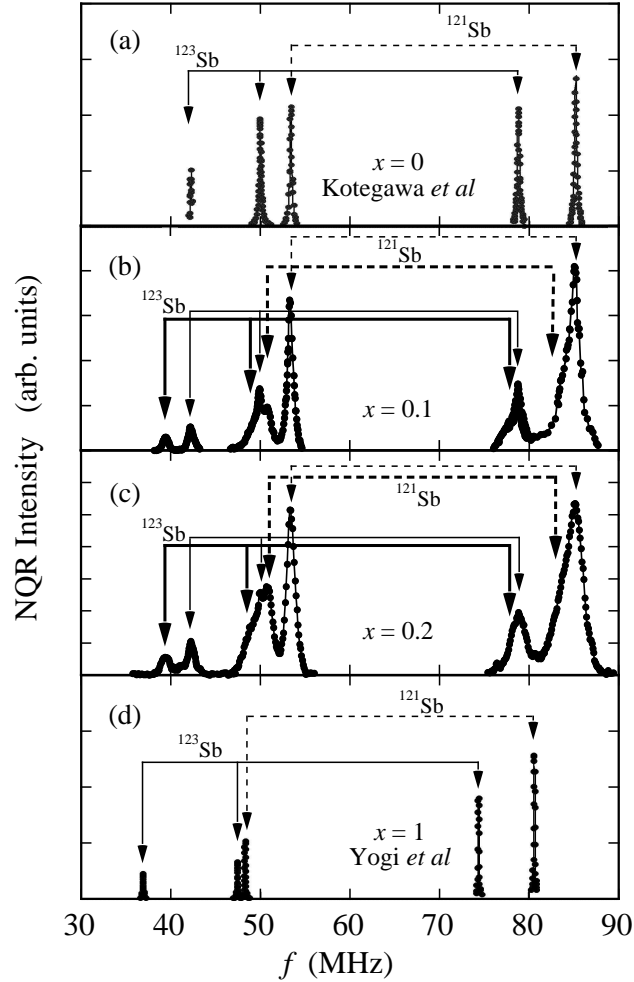 (a)
¹²¹Sb
¹²³Sb
x = 0
Kotegawa et al
(b)
¹²¹Sb
¹²³Sb
x = 0.1
(c)
¹²¹Sb
¹²³Sb
x = 0.2
(d)
¹²¹Sb
¹²³Sb
x = 1
Yogi et al
NQR Intensity (arb. units)
30 40 50 60 70 80 90
f (MHz)